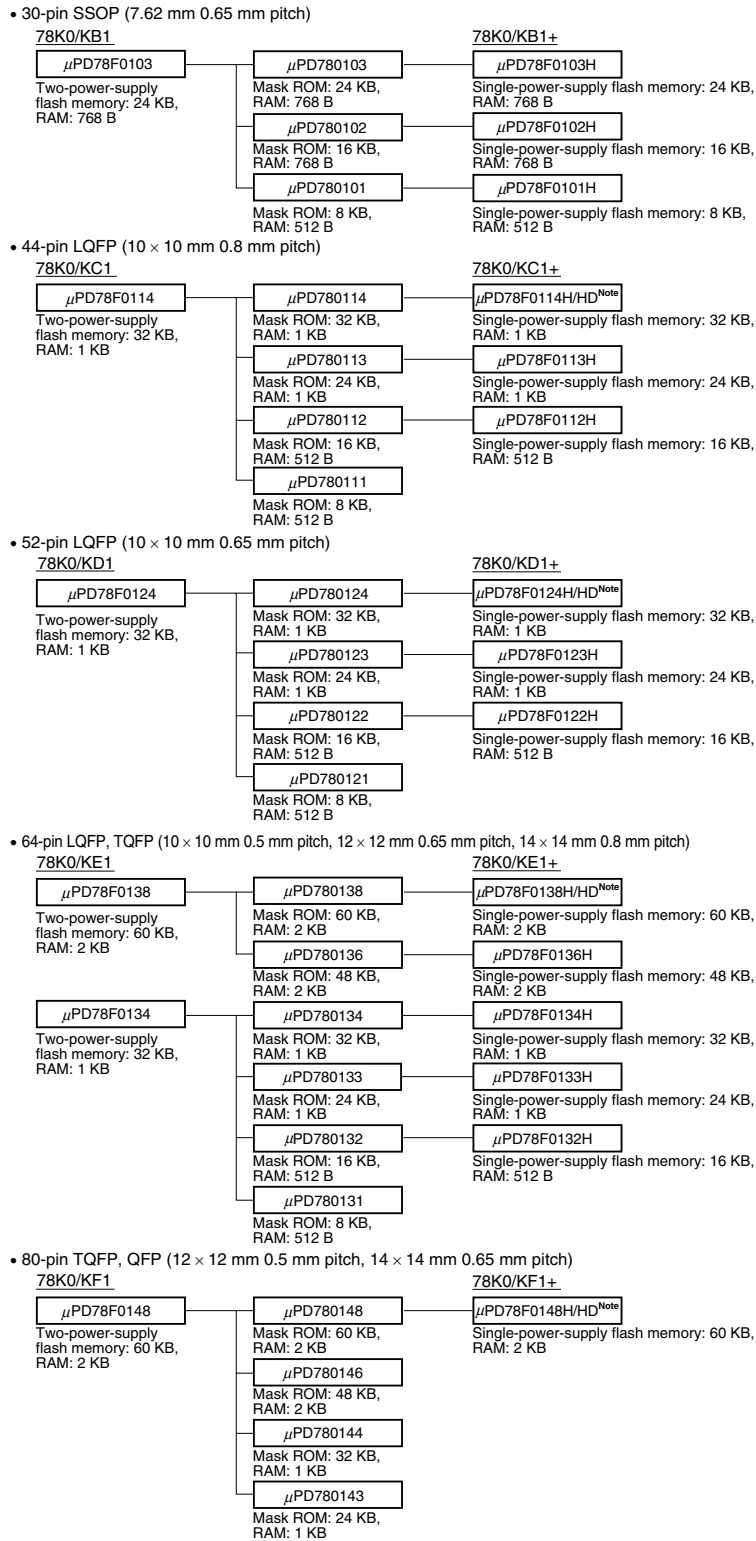 • 30-pin SSOP (7.62 mm 0.65 mm pitch)
78K0/KB1
78K0/KB1+
μPD78F0103
μPD780103
μPD78F0103H
Two-power-supply
flash memory: 24 KB,
RAM: 768 B
Mask ROM: 24 KB,
RAM: 768 B
Single-power-supply flash memory: 24 KB,
RAM: 768 B
μPD780102
μPD78F0102H
Mask ROM: 16 KB,
RAM: 768 B
Single-power-supply flash memory: 16 KB,
RAM: 768 B
μPD780101
μPD78F0101H
Mask ROM: 8 KB,
RAM: 512 B
Single-power-supply flash memory: 8 KB,
RAM: 512 B
• 44-pin LQFP (10 × 10 mm 0.8 mm pitch)
78K0/KC1
78K0/KC1+
μPD78F0114
μPD780114
μPD78F0114H/HDNote
Two-power-supply
flash memory: 32 KB,
RAM: 1 KB
Mask ROM: 32 KB,
RAM: 1 KB
Single-power-supply flash memory: 32 KB,
RAM: 1 KB
μPD780113
μPD78F0113H
Mask ROM: 24 KB,
RAM: 1 KB
Single-power-supply flash memory: 24 KB,
RAM: 1 KB
μPD780112
μPD78F0112H
Mask ROM: 16 KB,
RAM: 512 B
Single-power-supply flash memory: 16 KB,
RAM: 512 B
μPD780111
Mask ROM: 8 KB,
RAM: 512 B
• 52-pin LQFP (10 × 10 mm 0.65 mm pitch)
78K0/KD1
78K0/KD1+
μPD78F0124
μPD780124
μPD78F0124H/HDNote
Two-power-supply
flash memory: 32 KB,
RAM: 1 KB
Mask ROM: 32 KB,
RAM: 1 KB
Single-power-supply flash memory: 32 KB,
RAM: 1 KB
μPD780123
μPD78F0123H
Mask ROM: 24 KB,
RAM: 1 KB
Single-power-supply flash memory: 24 KB,
RAM: 1 KB
μPD780122
μPD78F0122H
Mask ROM: 16 KB,
RAM: 512 B
Single-power-supply flash memory: 16 KB,
RAM: 512 B
μPD780121
Mask ROM: 8 KB,
RAM: 512 B
• 64-pin LQFP, TQFP (10 × 10 mm 0.5 mm pitch, 12 × 12 mm 0.65 mm pitch, 14 × 14 mm 0.8 mm pitch)
78K0/KE1
78K0/KE1+
μPD78F0138
μPD780138
μPD78F0138H/HDNote
Two-power-supply
flash memory: 60 KB,
RAM: 2 KB
Mask ROM: 60 KB,
RAM: 2 KB
Single-power-supply flash memory: 60 KB,
RAM: 2 KB
μPD780136
μPD78F0136H
Mask ROM: 48 KB,
RAM: 2 KB
Single-power-supply flash memory: 48 KB,
RAM: 2 KB
μPD78F0134
μPD780134
μPD78F0134H
Two-power-supply
flash memory: 32 KB,
RAM: 1 KB
Mask ROM: 32 KB,
RAM: 1 KB
Single-power-supply flash memory: 32 KB,
RAM: 1 KB
μPD780133
μPD78F0133H
Mask ROM: 24 KB,
RAM: 1 KB
Single-power-supply flash memory: 24 KB,
RAM: 1 KB
μPD780132
μPD78F0132H
Mask ROM: 16 KB,
RAM: 512 B
Single-power-supply flash memory: 16 KB,
RAM: 512 B
μPD780131
Mask ROM: 8 KB,
RAM: 512 B
• 80-pin TQFP, QFP (12 × 12 mm 0.5 mm pitch, 14 × 14 mm 0.65 mm pitch)
78K0/KF1
78K0/KF1+
μPD78F0148
μPD780148
μPD78F0148H/HDNote
Two-power-supply
flash memory: 60 KB,
RAM: 2 KB
Mask ROM: 60 KB,
RAM: 2 KB
Single-power-supply flash memory: 60 KB,
RAM: 2 KB
μPD780146
Mask ROM: 48 KB,
RAM: 2 KB
μPD780144
Mask ROM: 32 KB,
RAM: 1 KB
μPD780143
Mask ROM: 24 KB,
RAM: 1 KB